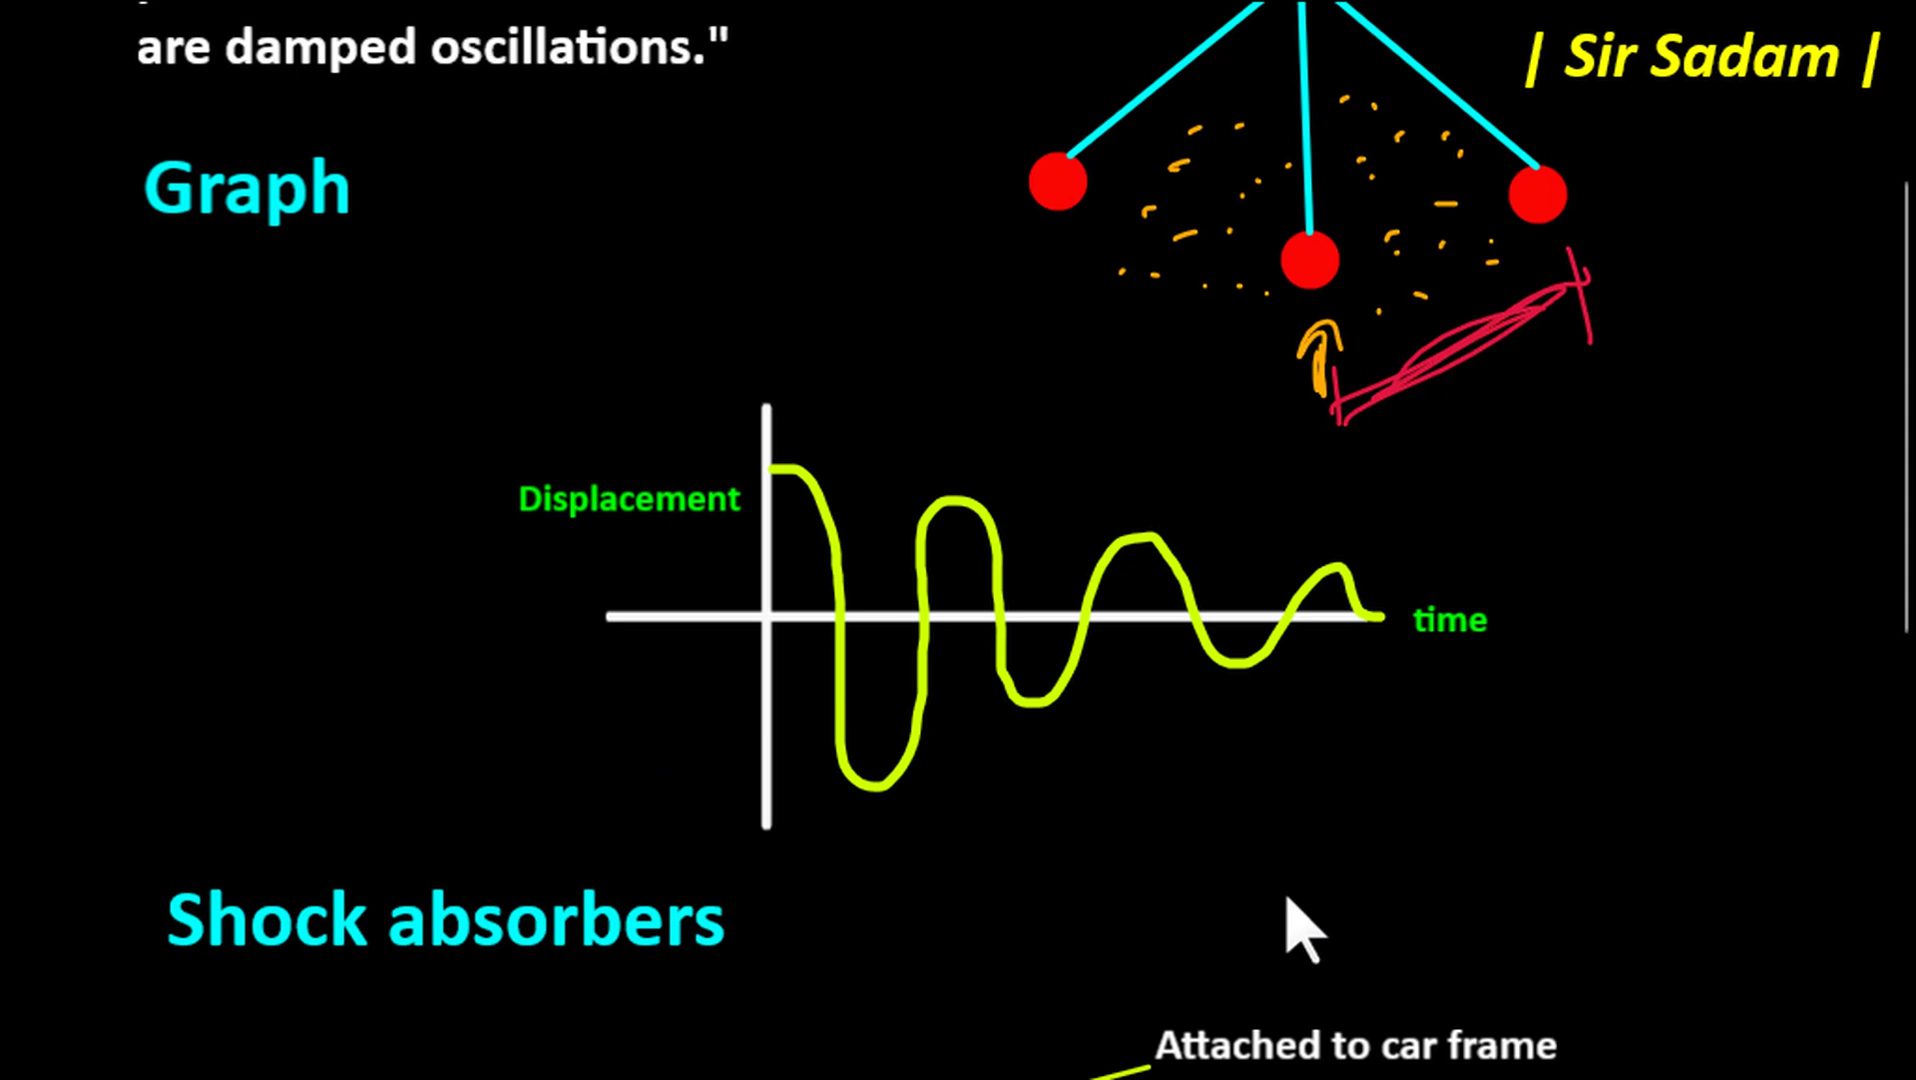 are damped oscillations."
| Sir Sadam |
Graph
Displacement
time
Shock absorbers
Attached to car frame